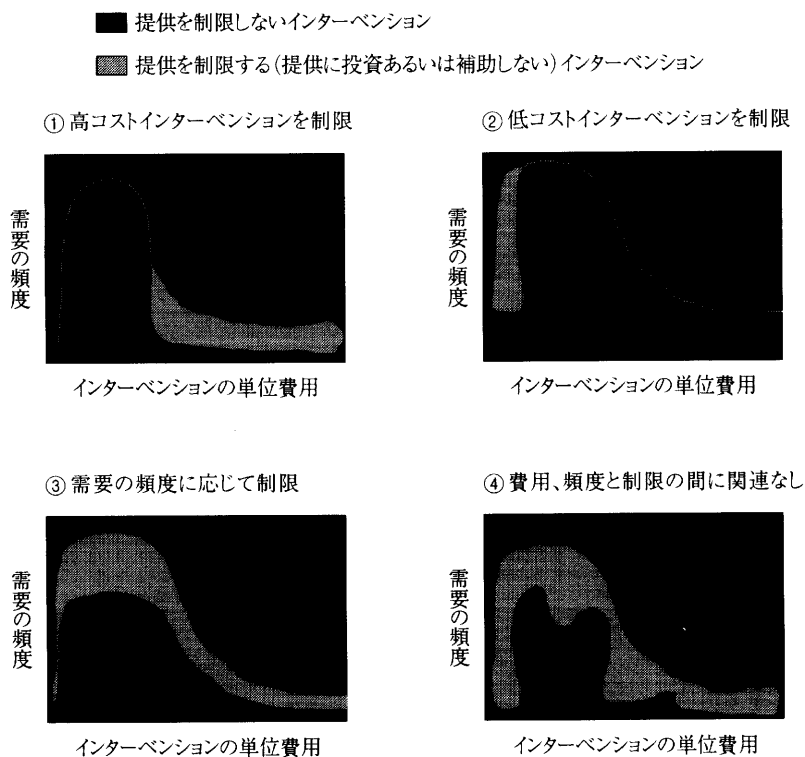 提供を制限しないインターベンション
提供を制限する(提供に投資あるいは補助しない)インターベンション
①高コストインターベンションを制限
需要の頻度
インターベンションの単位費用
②低コストインターベンションを制限
需要の頻度
インターベンションの単位費用
③需要の頻度に応じて制限
需要の頻度
インターベンションの単位費用
④費用、頻度と制限の間に関連なし
需要の頻度
インターベンションの単位費用